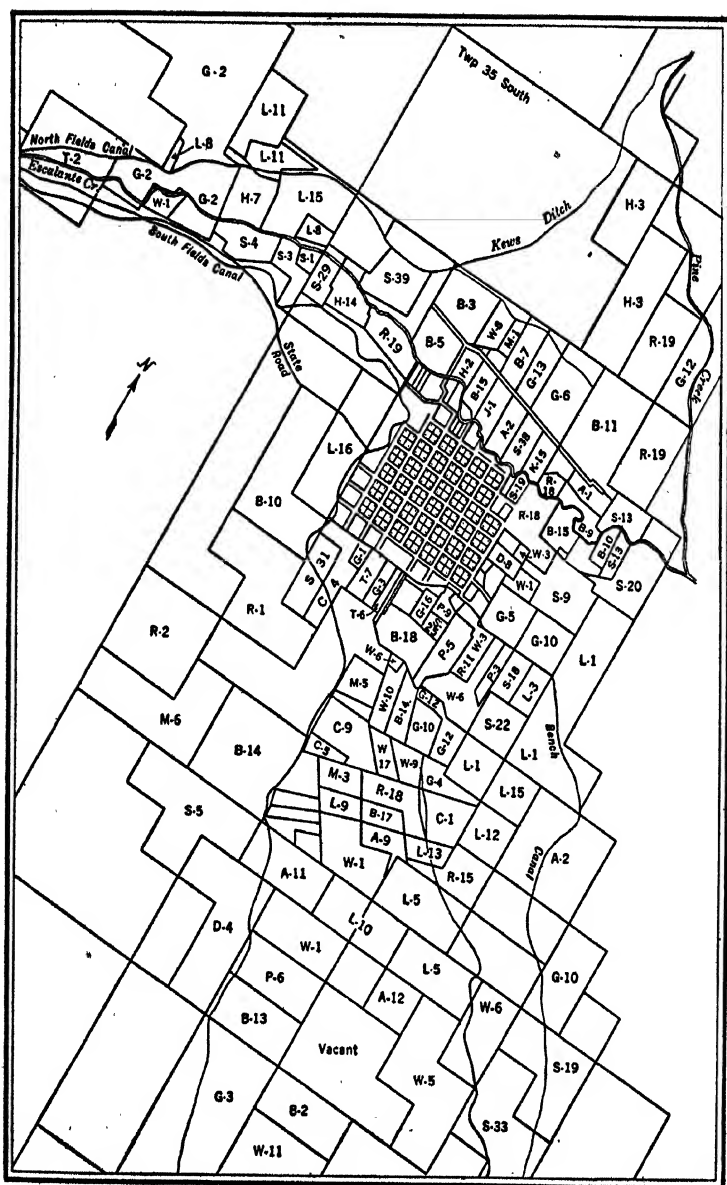 G-2
Twp 35 South
L-11
L-8
North Fields Canal
L-11
T-2
Escalante Cr.
G-2
W-1
G-2
H-7
L-15
Kews Ditch
H-3
Pine Creek
L-8
S-4
S-3
S-1
South Fields Canal
S-29
S-39
H-14
B-3
H-3
W-8
M-1
B-7
R-19
R-19
B-5
G-13
G-12
N
State Road
H-2
B-15
G-6
J-1
A-2
B-11
S-38
R-19
L-16
K-15
B-10
S-19
R-18
A-1
R-18
B-15
B-9
S-13
B-10
S-13
S 31
G-1
D-8
4
W-3
C 4
T-7
G-3
W-1
S-9
S-20
R-1
T-6
G-16
P-9
G-5
R-2
B-18
P-5
W-3
G-10
L-1
R-11
P-3
S-18
L-3
W-6
M-5
W-10
B-14
G-12
W-6
M-6
C-9
G-10
G-12
S-22
Bench Canal
B-14
C-5
W 17
W-9
L-1
L-1
M-3
G-4
L-15
R-18
S-5
L-9
B-17
C-1
L-12
A-9
L-13
A-2
W-1
R-15
A-11
L-5
D-4
L-10
W-1
L-5
G-10
P-6
A-12
W-6
B-13
Vacant
W-5
S-19
G-3
B-2
S-33
W-11